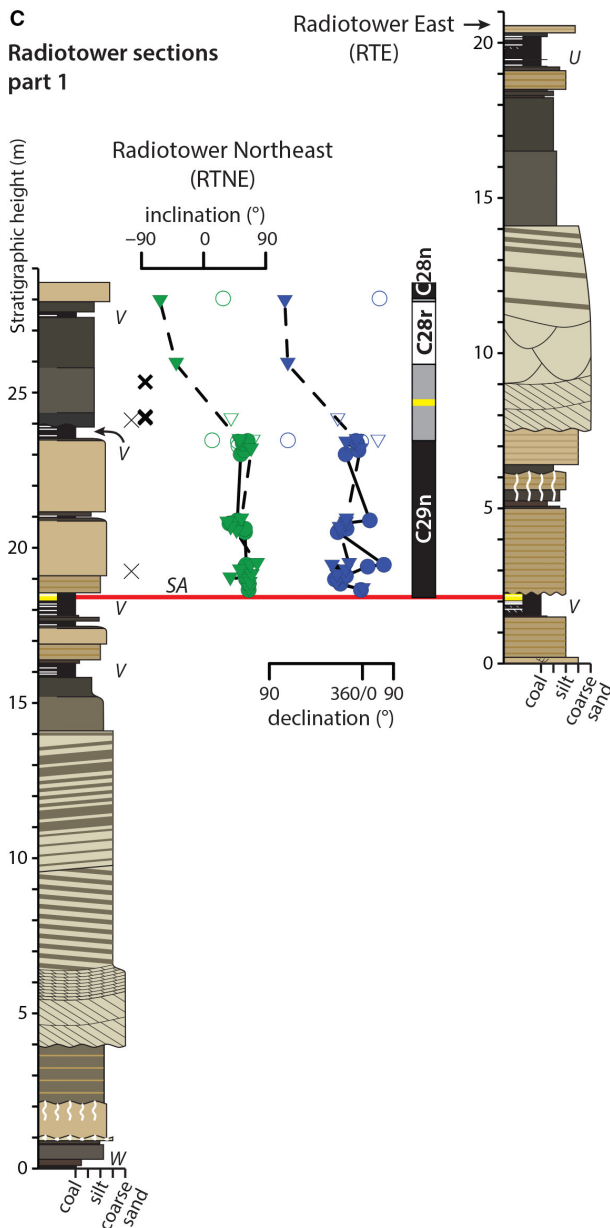 C
Radiotower sections
part 1
Radiotower East
(RTE)
20
U
15
10
5
V
0
coal
silt
coarse
sand
Radiotower Northeast
(RTNE)
inclination (°)
−90 0 90
Stratigraphic height (m)
V
25
V
20
SA
V
V
15
10
5
W
0
coal
silt
coarse
sand
C28n
C28r
C29n
90 360/0 90
declination (°)